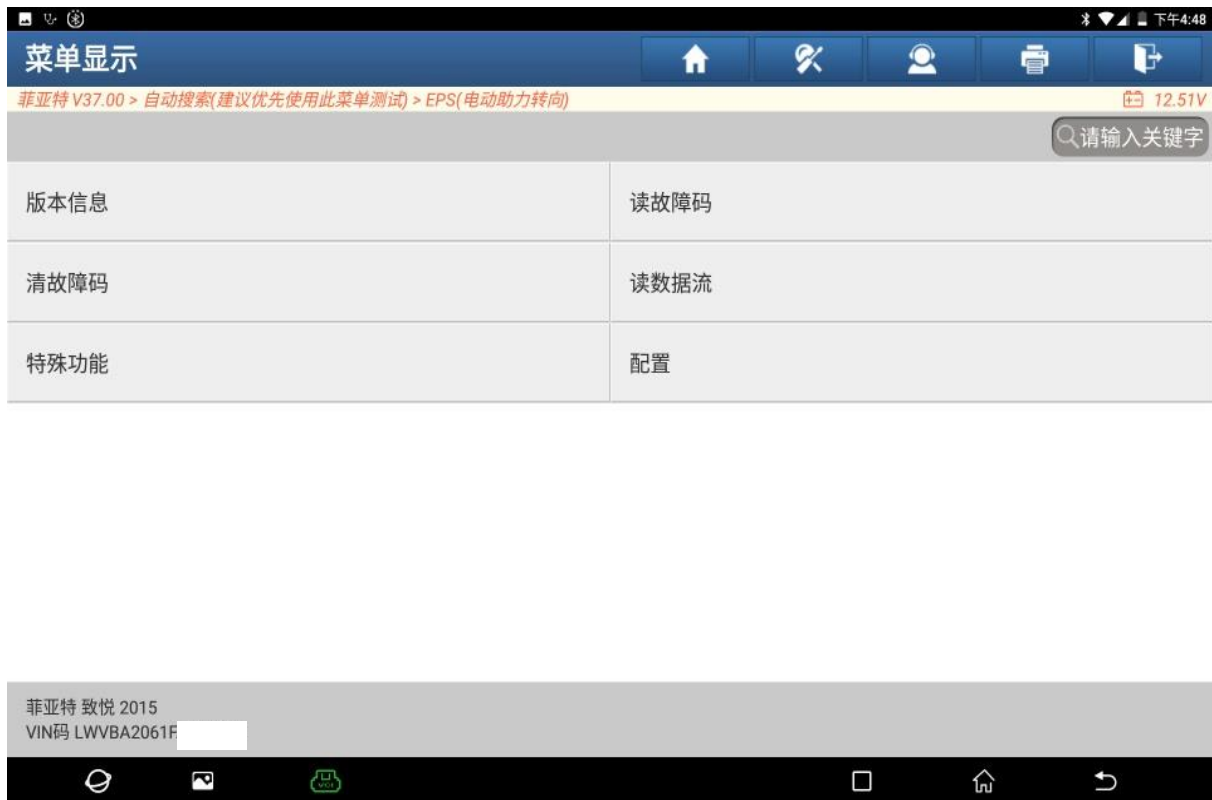 下午4:48
菜单显示
菲亚特 V37.00 > 自动搜索(建议优先使用此菜单测试) > EPS(电动助力转向)
12.51V
请输入关键字
版本信息
读故障码
清故障码
读数据流
特殊功能
配置
菲亚特 致悦 2015
VIN码 LWVBA2061F
VCI